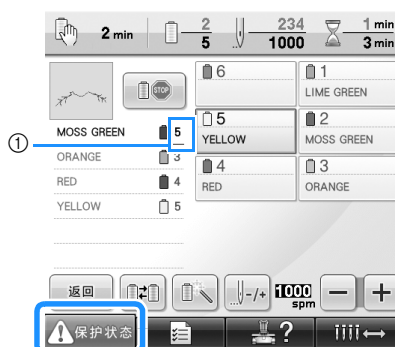 2 min 2/5 234/1000 1 min/3 min
6 1
LIME GREEN
① MOSS GREEN 5 5 YELLOW 2 MOSS GREEN
ORANGE 3
RED 4 4 RED 3 ORANGE
YELLOW 5
返回 -/+ 1000 spm − +
保护状态 ?